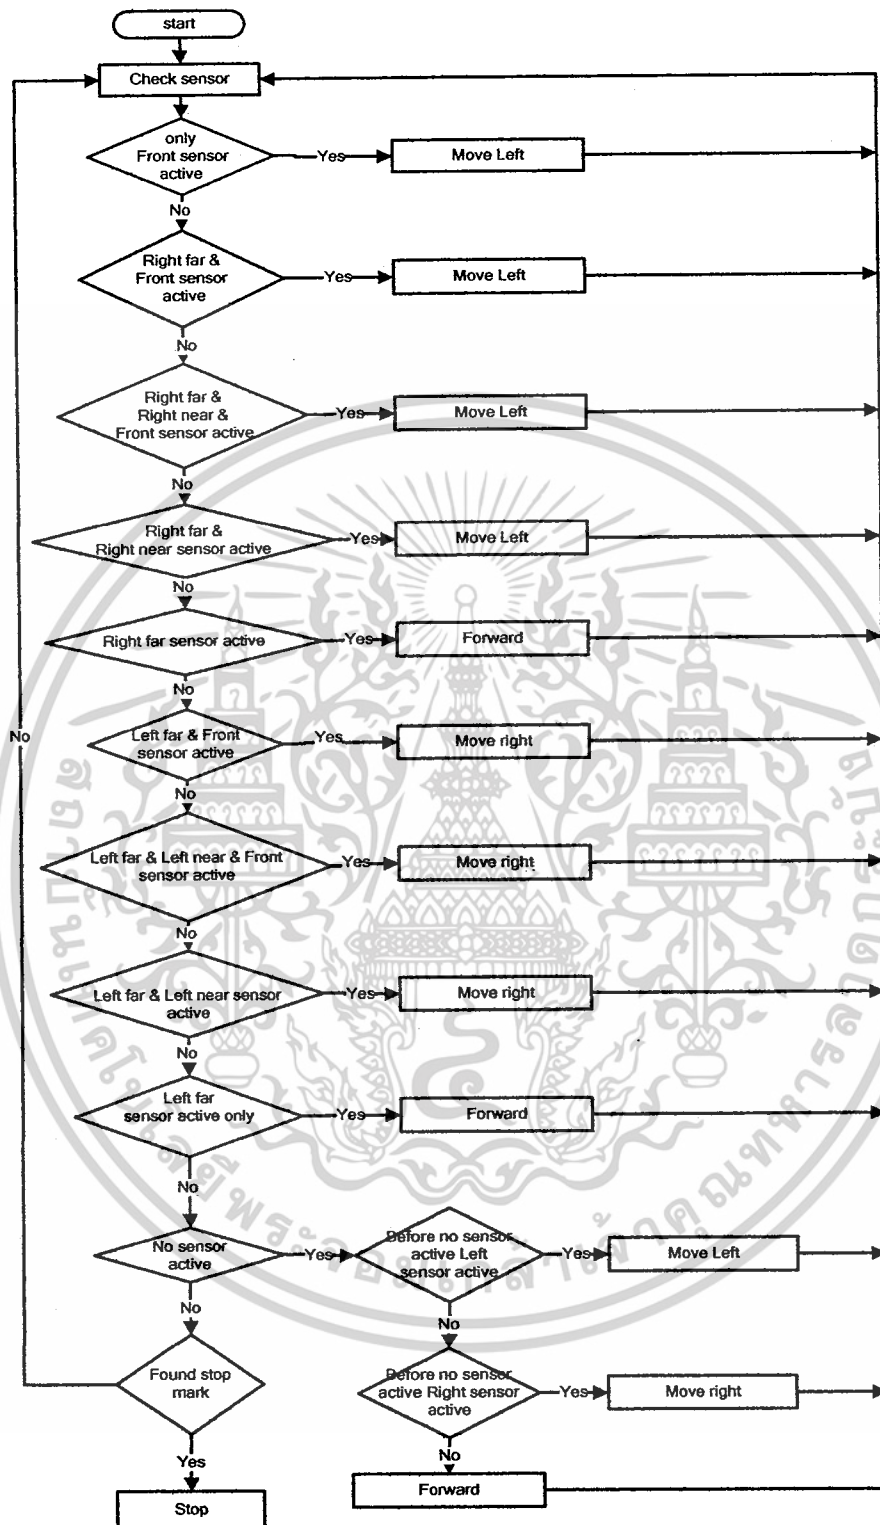 start
Check sensor
only
Front sensor
active
Yes
Move Left
No
Right far &
Front sensor
active
Yes
Move Left
No
Right far &
Right near &
Front sensor active
Yes
Move Left
No
Right far &
Right near sensor active
Yes
Move Left
No
Right far sensor active
Yes
Forward
No
Left far & Front
sensor active
Yes
Move right
No
No
Left far & Left near & Front
sensor active
Yes
Move right
No
Left far & Left near sensor
active
Yes
Move right
No
Left far
sensor active only
Yes
Forward
No
No sensor
active
Yes
Before no sensor
active Left
sensor active
Yes
Move Left
No
No
Found stop
mark
Before no sensor
active Right sensor
active
Yes
Move right
Yes
No
Stop
Forward